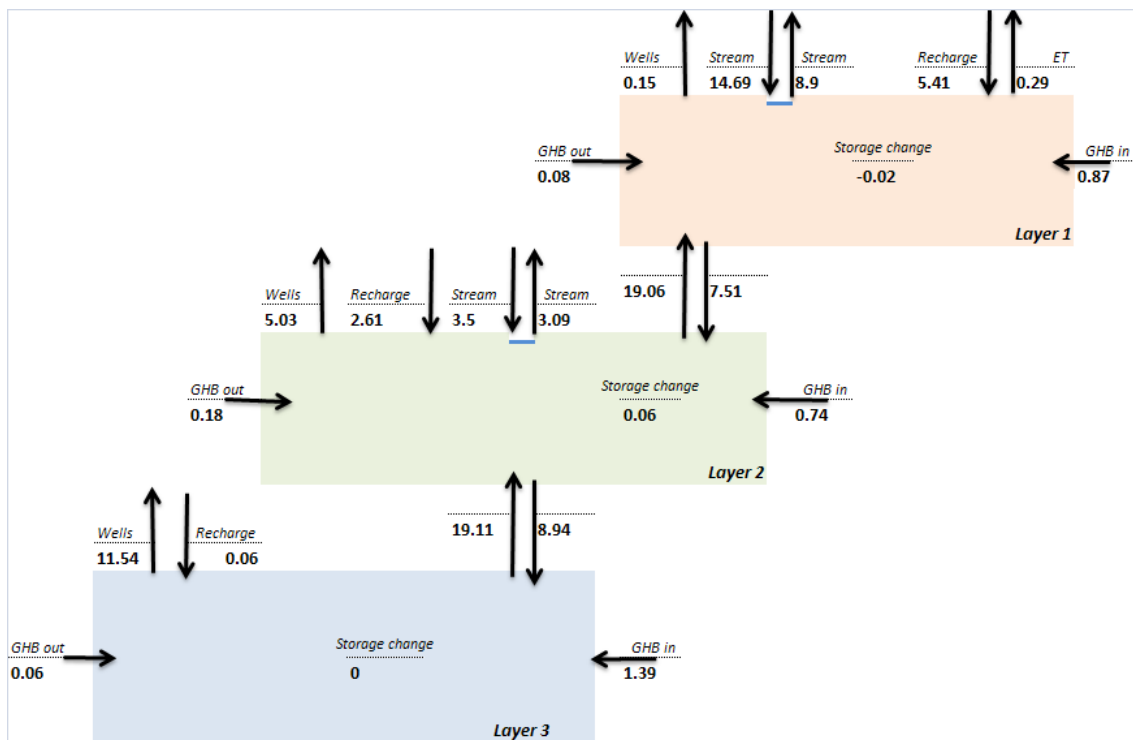 Wells Stream Stream Recharge ET
0.15 14.69 8.9 5.41 0.29
GHB out Storage change GHB in
0.08 -0.02 0.87
Layer 1
19.06 7.51
Wells Recharge Stream Stream
5.03 2.61 3.5 3.09
GHB out Storage change GHB in
0.18 0.06 0.74
Layer 2
19.11 8.94
Wells Recharge
11.54 0.06
GHB out Storage change GHB in
0.06 0 1.39
Layer 3